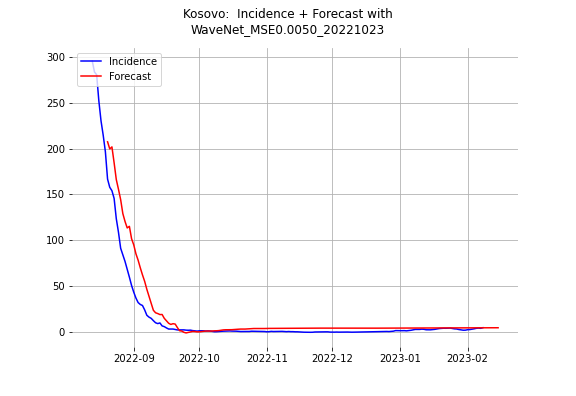 Kosovo:  Incidence + Forecast with
WaveNet_MSE0.0050_20221023
Incidence
Forecast
300
250
200
150
100
50
0
2022-09 2022-10 2022-11 2022-12 2023-01 2023-02